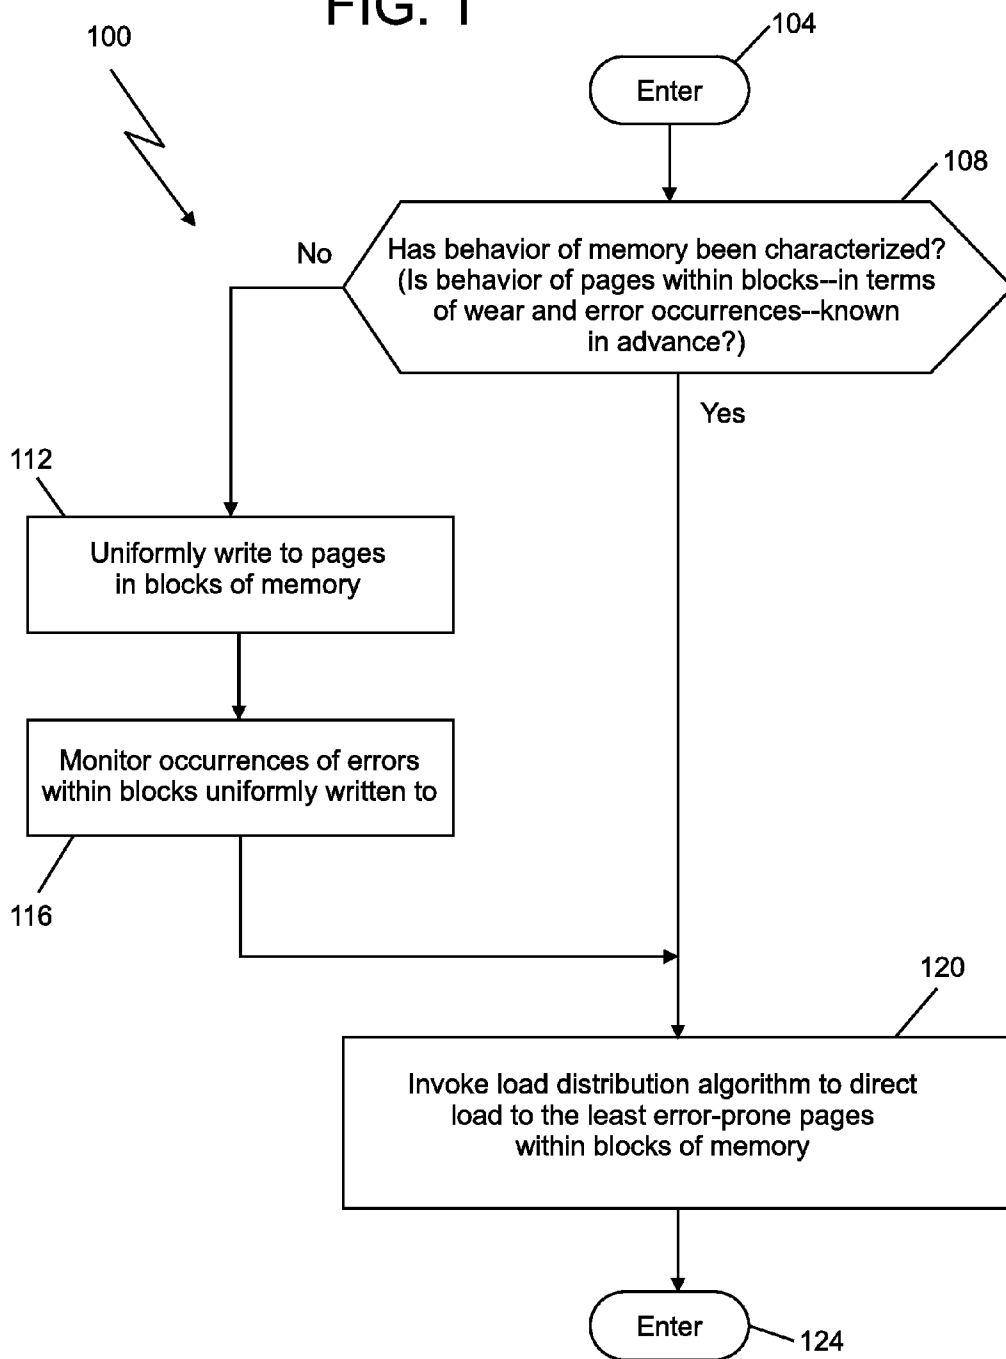 FIG. 1
100
104
Enter
108
Has behavior of memory been characterized?
(Is behavior of pages within blocks--in terms
of wear and error occurrences--known
in advance?)
No
Yes
112
Uniformly write to pages
in blocks of memory
Monitor occurrences of errors
within blocks uniformly written to
116
120
Invoke load distribution algorithm to direct
load to the least error-prone pages
within blocks of memory
Enter
124